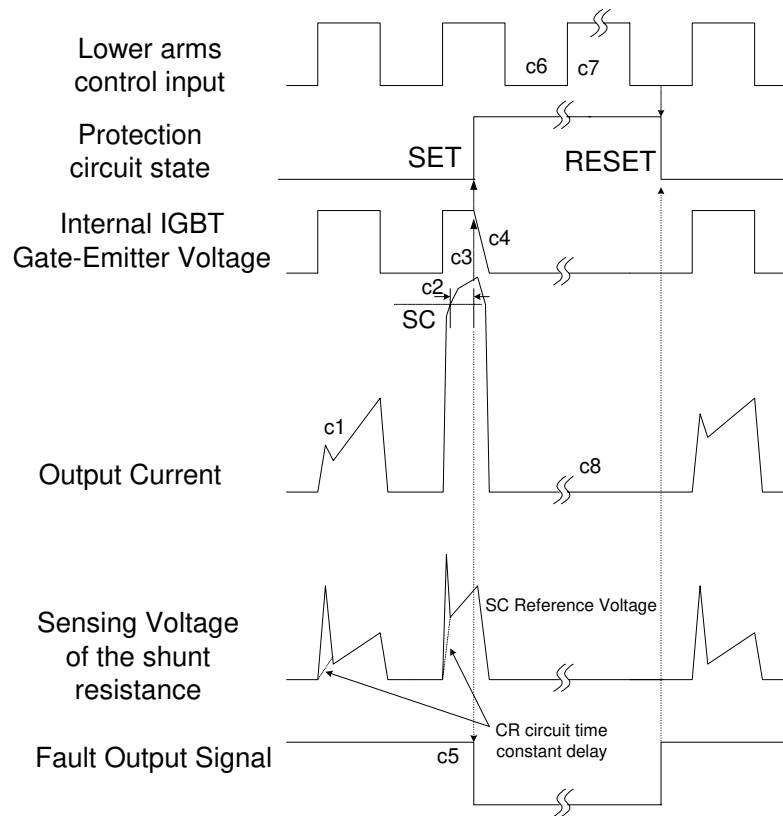 Lower arms
control input
c6
c7
Protection
circuit state
SET
RESET
Internal IGBT
Gate-Emitter Voltage
c4
c3
c2
SC
c1
Output Current
c8
SC Reference Voltage
Sensing Voltage
of the shunt
resistance
CR circuit time
constant delay
Fault Output Signal
c5